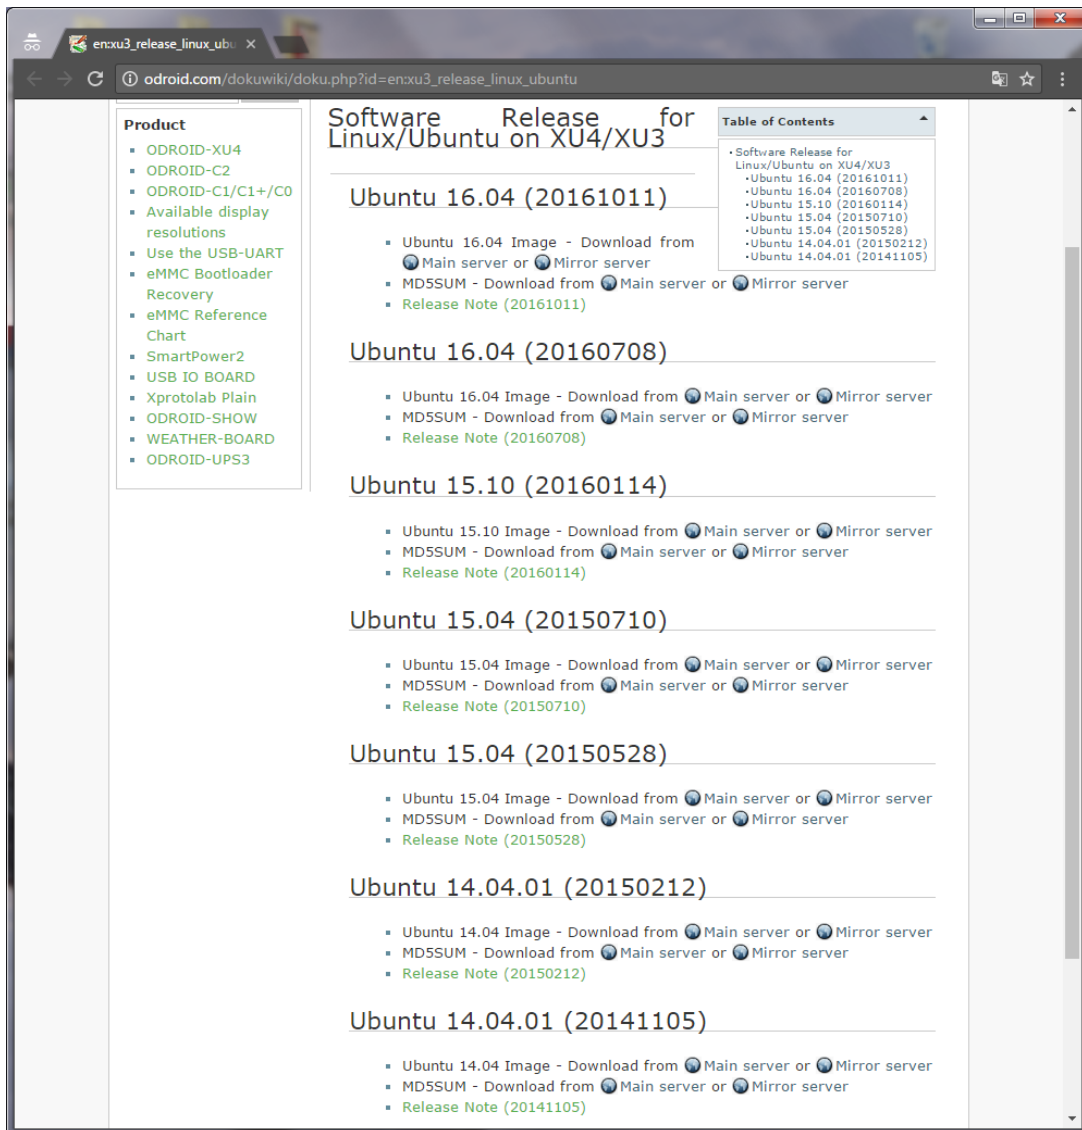 en:xu3_release_linux_ubu
odroid.com/dokuwiki/doku.php?id=en:xu3_release_linux_ubuntu
Product
ODROID-XU4
ODROID-C2
ODROID-C1/C1+/C0
Available display
resolutions
Use the USB-UART
eMMC Bootloader
Recovery
eMMC Reference
Chart
SmartPower2
USB IO BOARD
Xprotolab Plain
ODROID-SHOW
WEATHER-BOARD
ODROID-UPS3
Software Release for
Linux/Ubuntu on XU4/XU3
Table of Contents
Software Release for
Linux/Ubuntu on XU4/XU3
Ubuntu 16.04 (20161011)
Ubuntu 16.04 (20160708)
Ubuntu 15.10 (20160114)
Ubuntu 15.04 (20150710)
Ubuntu 15.04 (20150528)
Ubuntu 14.04.01 (20150212)
Ubuntu 14.04.01 (20141105)
Ubuntu 16.04 (20161011)
Ubuntu 16.04 Image - Download from
Main server or Mirror server
MD5SUM - Download from Main server or Mirror server
Release Note (20161011)
Ubuntu 16.04 (20160708)
Ubuntu 16.04 Image - Download from Main server or Mirror server
MD5SUM - Download from Main server or Mirror server
Release Note (20160708)
Ubuntu 15.10 (20160114)
Ubuntu 15.10 Image - Download from Main server or Mirror server
MD5SUM - Download from Main server or Mirror server
Release Note (20160114)
Ubuntu 15.04 (20150710)
Ubuntu 15.04 Image - Download from Main server or Mirror server
MD5SUM - Download from Main server or Mirror server
Release Note (20150710)
Ubuntu 15.04 (20150528)
Ubuntu 15.04 Image - Download from Main server or Mirror server
MD5SUM - Download from Main server or Mirror server
Release Note (20150528)
Ubuntu 14.04.01 (20150212)
Ubuntu 14.04 Image - Download from Main server or Mirror server
MD5SUM - Download from Main server or Mirror server
Release Note (20150212)
Ubuntu 14.04.01 (20141105)
Ubuntu 14.04 Image - Download from Main server or Mirror server
MD5SUM - Download from Main server or Mirror server
Release Note (20141105)